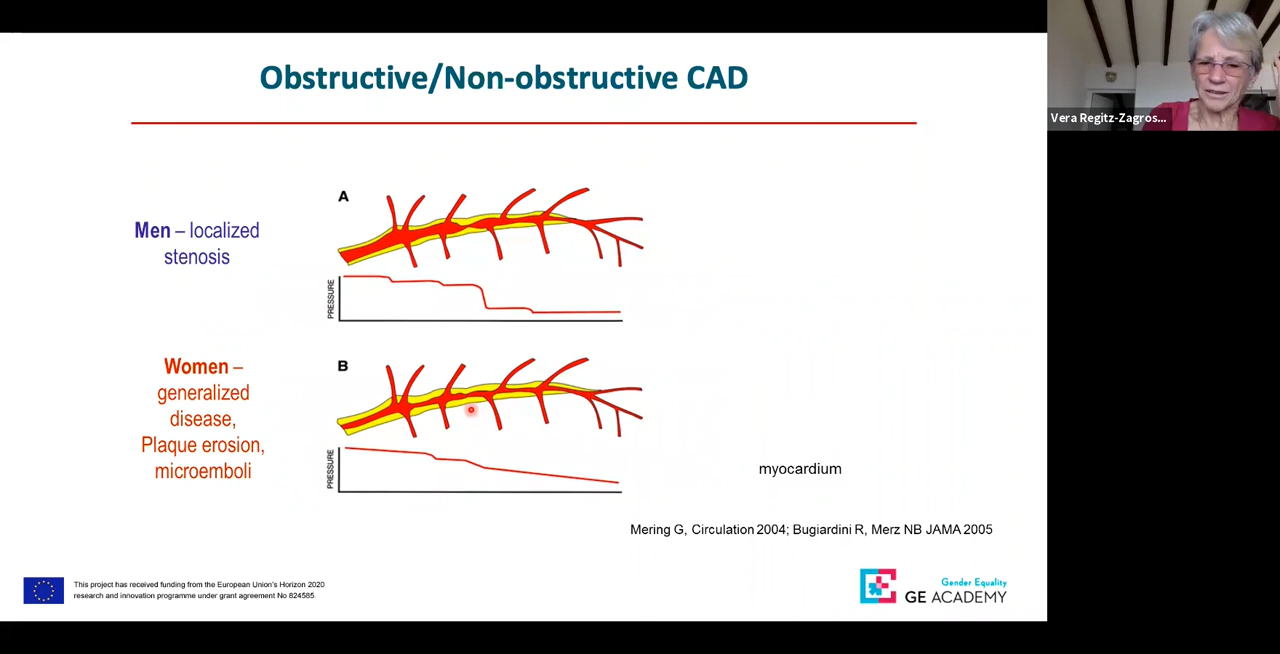 Obstructive/Non-obstructive CAD
Vera Regitz-Zagros...
Men – localized
stenosis
A
PRESSURE
Women –
generalized
disease,
Plaque erosion,
microemboli
B
PRESSURE
myocardium
Mering G, Circulation 2004; Bugiardini R, Merz NB JAMA 2005
This project has received funding from the European Union's Horizon 2020
research and innovation programme under grant agreement No 824585.
Gender Equality
GE ACADEMY